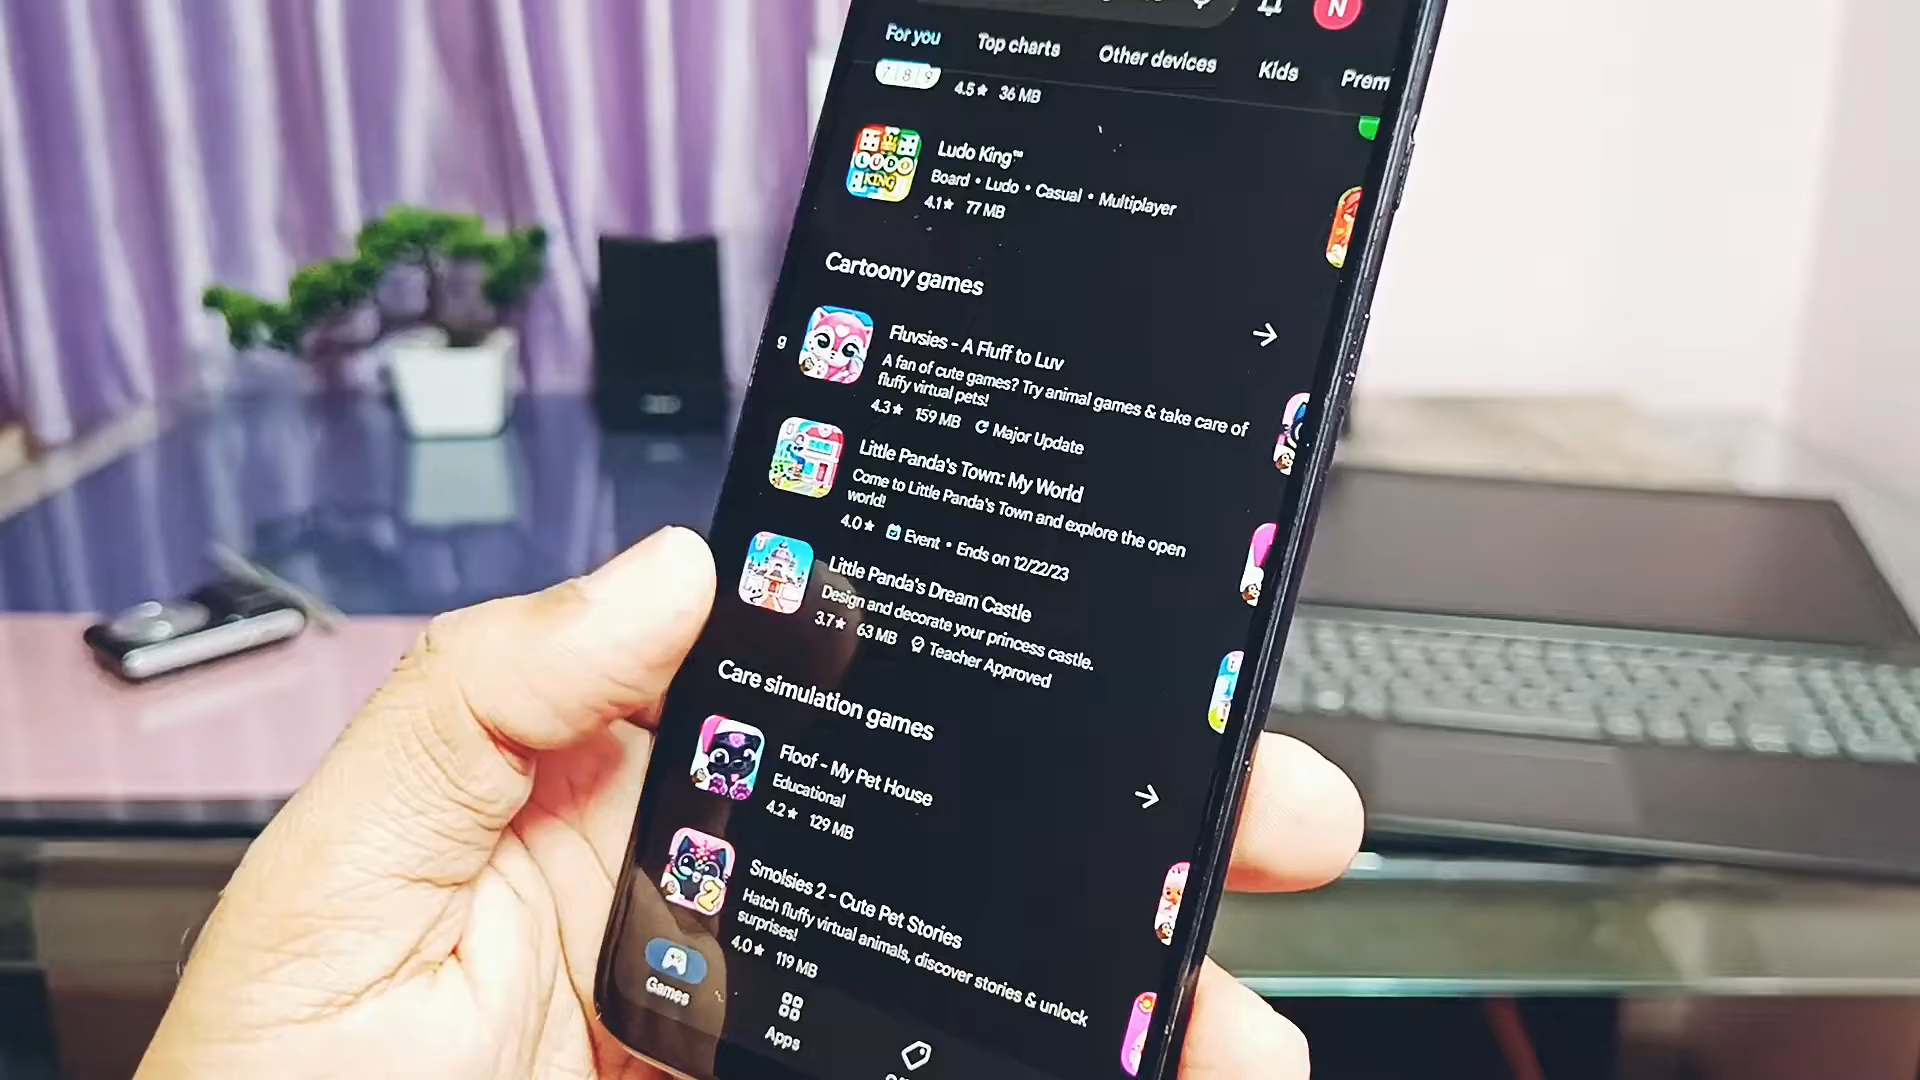 N
For you Top charts Other devices Kids Prem
7 8 9
4.5★ 36 MB
LUDO
KING
Ludo King™
Board • Ludo • Casual • Multiplayer
4.1★ 77 MB
Cartoony games
g
Fluvsies - A Fluff to Luv
A fan of cute games? Try animal games & take care of
fluffy virtual pets!
4.3★ 159 MB Major Update
Little Panda's Town: My World
Come to Little Panda's Town and explore the open
world!
4.0★ Event • Ends on 12/22/23
Little Panda's Dream Castle
Design and decorate your princess castle.
3.7★ 63 MB Teacher Approved
Care simulation games
Floof - My Pet House
Educational
4.2★ 129 MB
2
Smolsies 2 - Cute Pet Stories
Hatch fluffy virtual animals, discover stories & unlock
surprises!
4.0★ 119 MB
Games
Apps